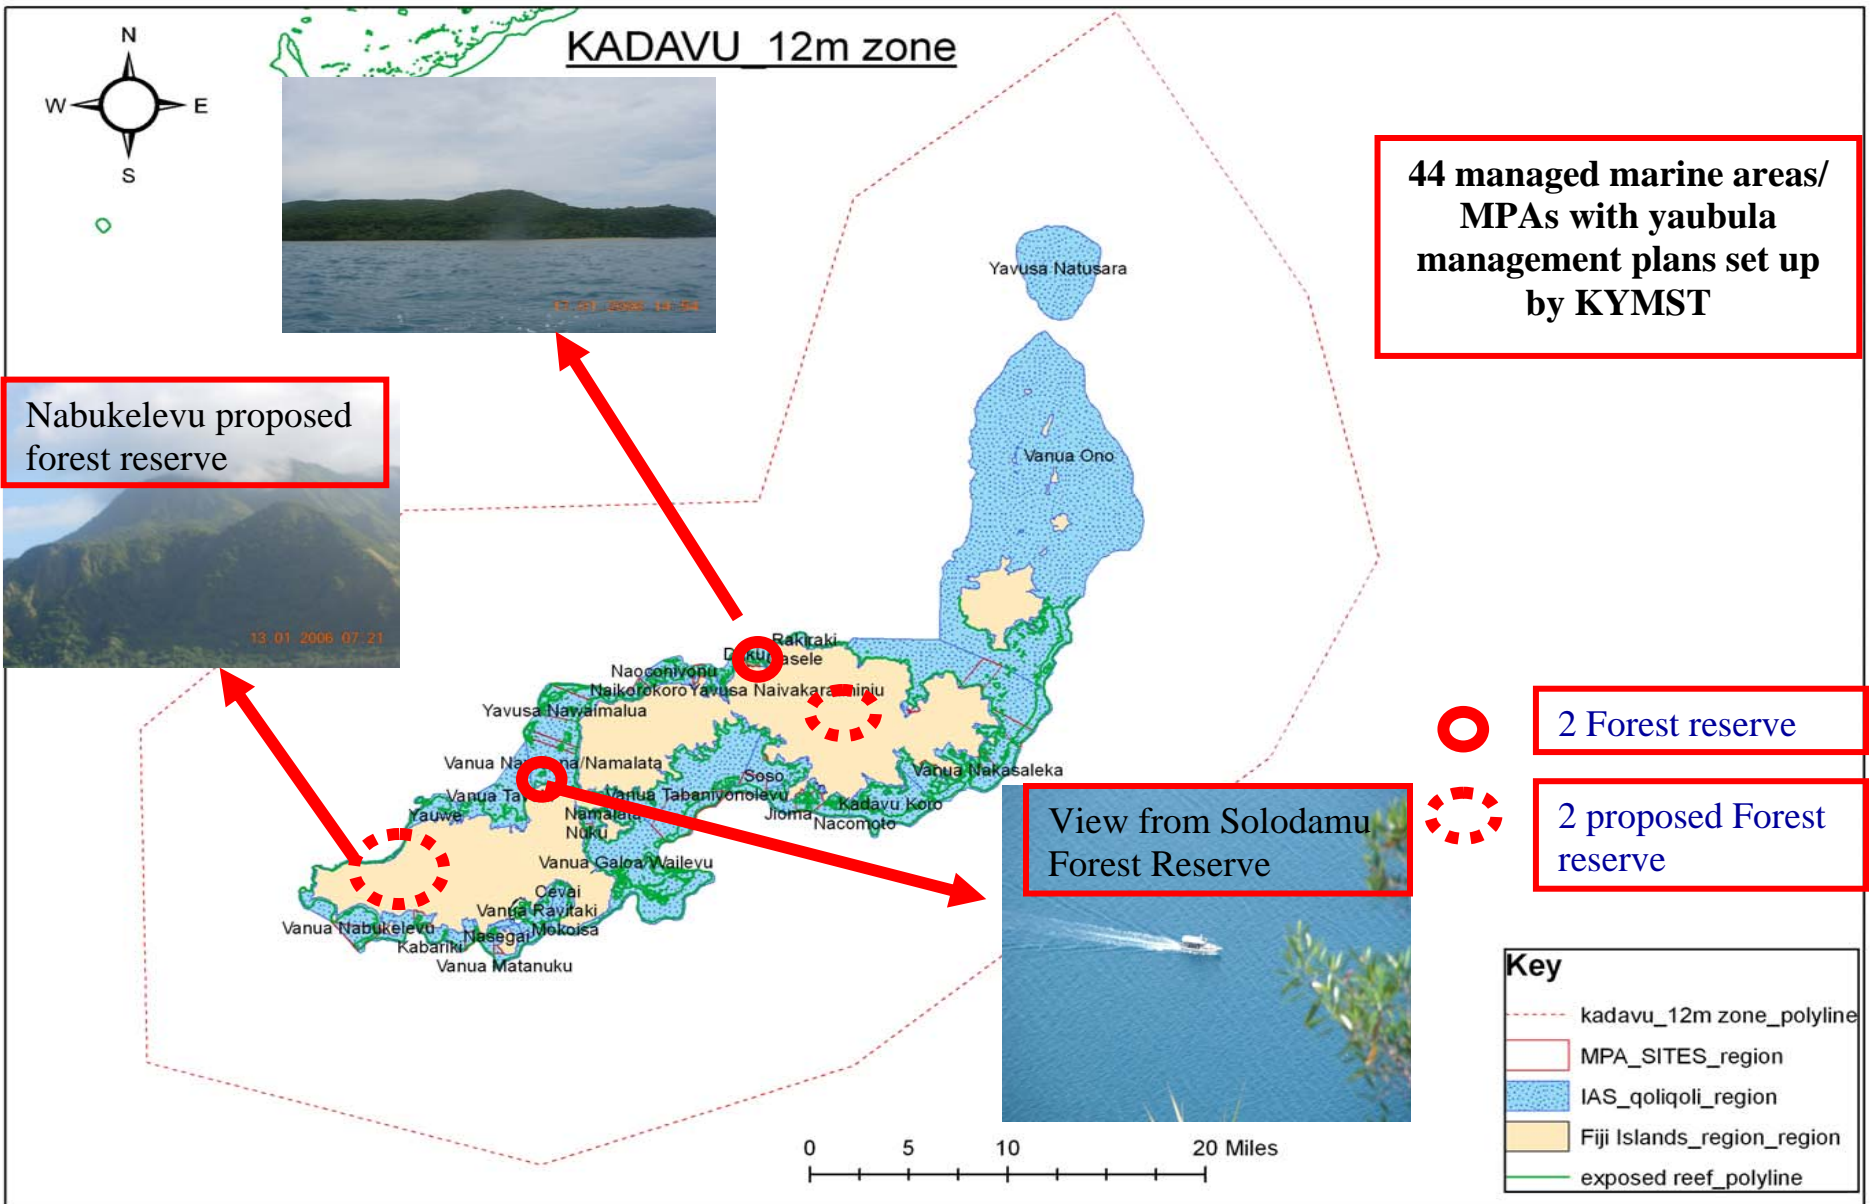 KADAVU_12m zone
N
W
E
S
44 managed marine areas/
MPAs with yaubula
management plans set up
by KYMST
Yavusa Natusara
Nabukelevu proposed
forest reserve
13 01 2006 07 21
Vanua Ono
Rakiraki
Naoconivonu
Naikorokoro
Yavusa
Yavusa Nawaimalua
Vanua
/Namalata
Vanua
Vanua Tabanivonolevu
Soso
Vanua Nakasaleka
Yauwe
Namalata
Nuku
Jioma
Kadavu Koro
Nacomoto
Vanua Galoa/Wailevu
Cevai
Vanua Ravitaki
Vanua Nabukelevu
Kabariki
Nasegai
Mokoisa
Vanua Matanuku
2 Forest reserve
2 proposed Forest
reserve
View from Solodamu
Forest Reserve
0 5 10 20 Miles
Key
kadavu_12m zone_polyline
MPA_SITES_region
IAS_qoliqoli_region
Fiji Islands_region_region
exposed reef_polyline